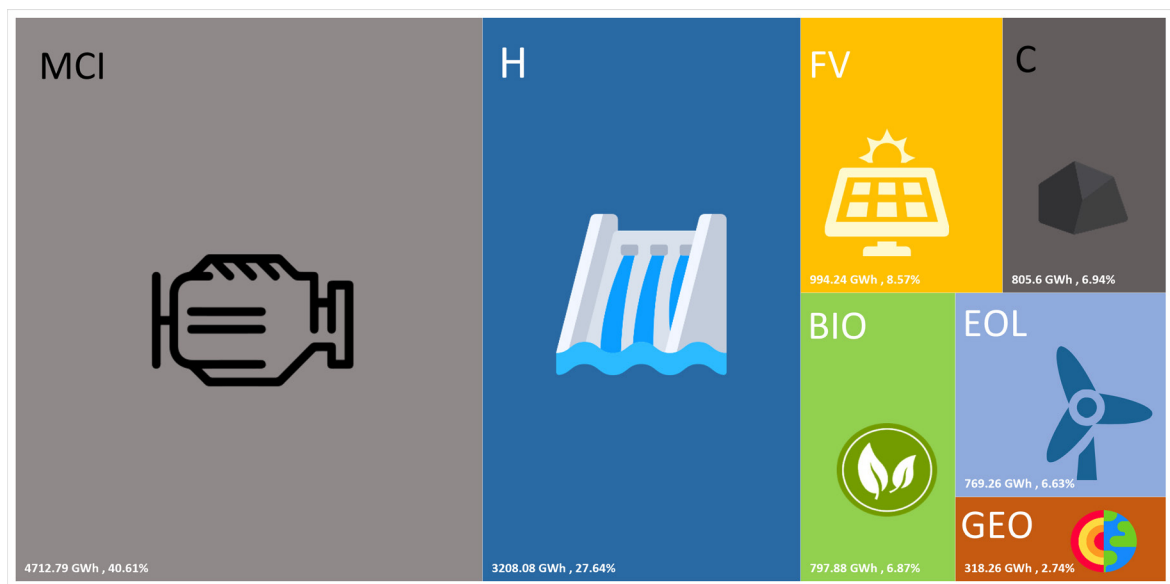 MCI
4712.79 GWh , 40.61%
H
3208.08 GWh , 27.64%
FV
994.24 GWh , 8.57%
C
805.6 GWh , 6.94%
BIO
797.88 GWh , 6.87%
EOL
769.26 GWh , 6.63%
GEO
318.26 GWh , 2.74%